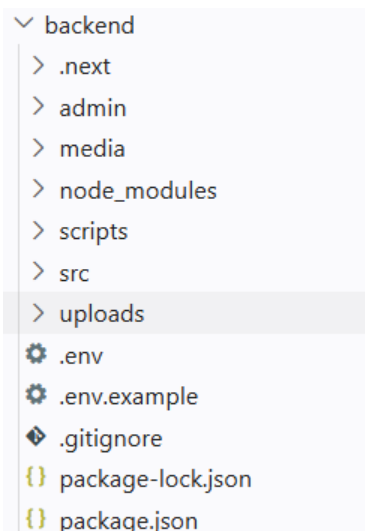 backend
.next
admin
media
node_modules
scripts
src
uploads
.env
.env.example
.gitignore
package-lock.json
package.json